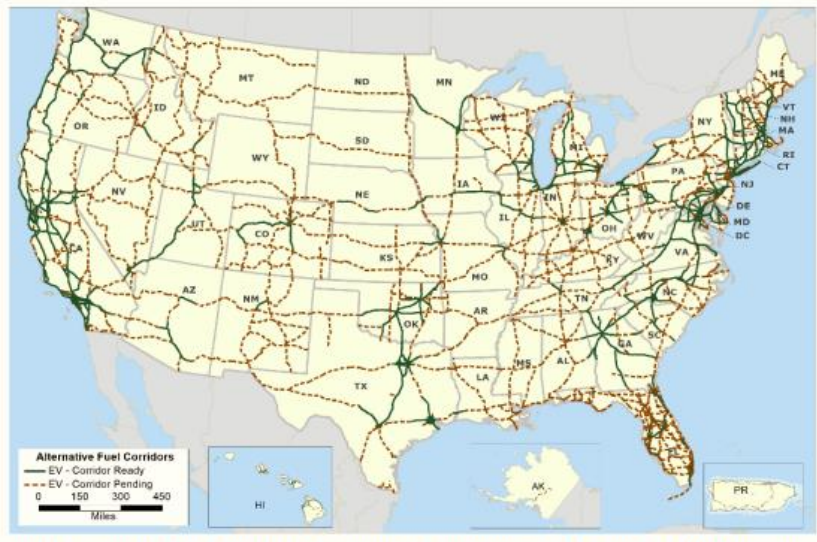 WA
MT
ND
MN
ME
VT
NH
MA
RI
CT
NY
WI
MI
ID
OR
SD
WY
IA
NE
PA
NJ
DE
MD
DC
NV
UT
CO
IL
IN
OH
WV
VA
KS
MO
KY
CA
AZ
NM
OK
AR
TN
NC
SC
GA
AL
MS
LA
TX
Alternative Fuel Corridors
EV - Corridor Ready
EV - Corridor Pending
0 150 300 450
Miles
HI
AK
PR